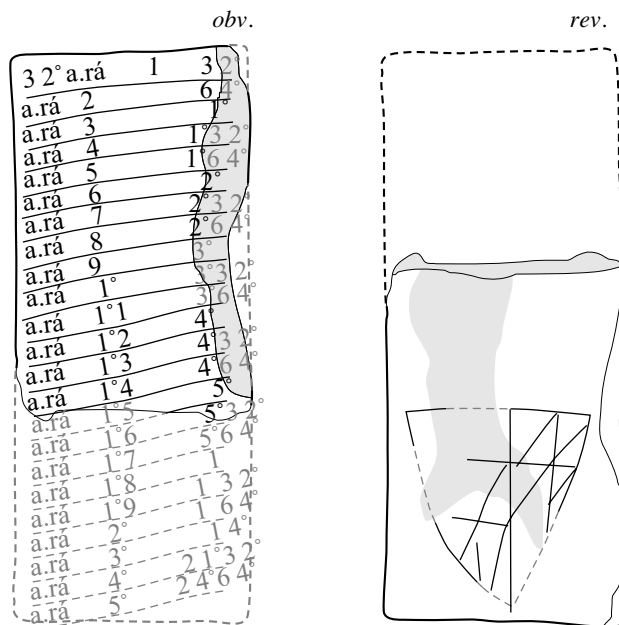 obv. rev.
3 2° a.rá 1 3 2°
a.rá 2 6 4°
a.rá 3 1°
a.rá 4 1°3 2°
a.rá 5 1°6 4°
a.rá 6 2°
a.rá 7 2°3 2°
a.rá 8 2°6 4°
a.rá 9 3°
a.rá 1° 3°3 2°
a.rá 1°1 3°6 4°
a.rá 1°2 4°
a.rá 1°3 4°3 2°
a.rá 1°4 4°6 4°
a.rá 1°5 5°
a.rá 1°6 5°3 2°
a.rá 1°7 5°6 4°
a.rá 1°8 1
a.rá 1°9 1 3 2°
a.rá 2° 1 6 4°
a.rá 3° 1 4°
a.rá 4° 2 1°3 2°
a.rá 5° 2 4°6 4°